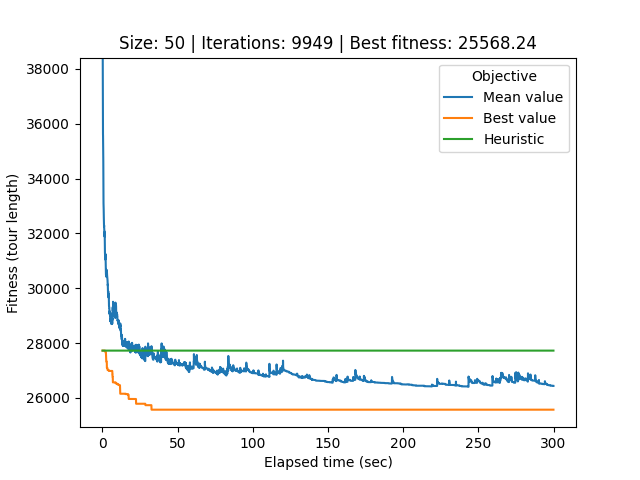 Size: 50 | Iterations: 9949 | Best fitness: 25568.24
Objective
Mean value
Best value
Heuristic
38000
36000
34000
32000
30000
28000
26000
Fitness (tour length)
0 50 100 150 200 250 300
Elapsed time (sec)